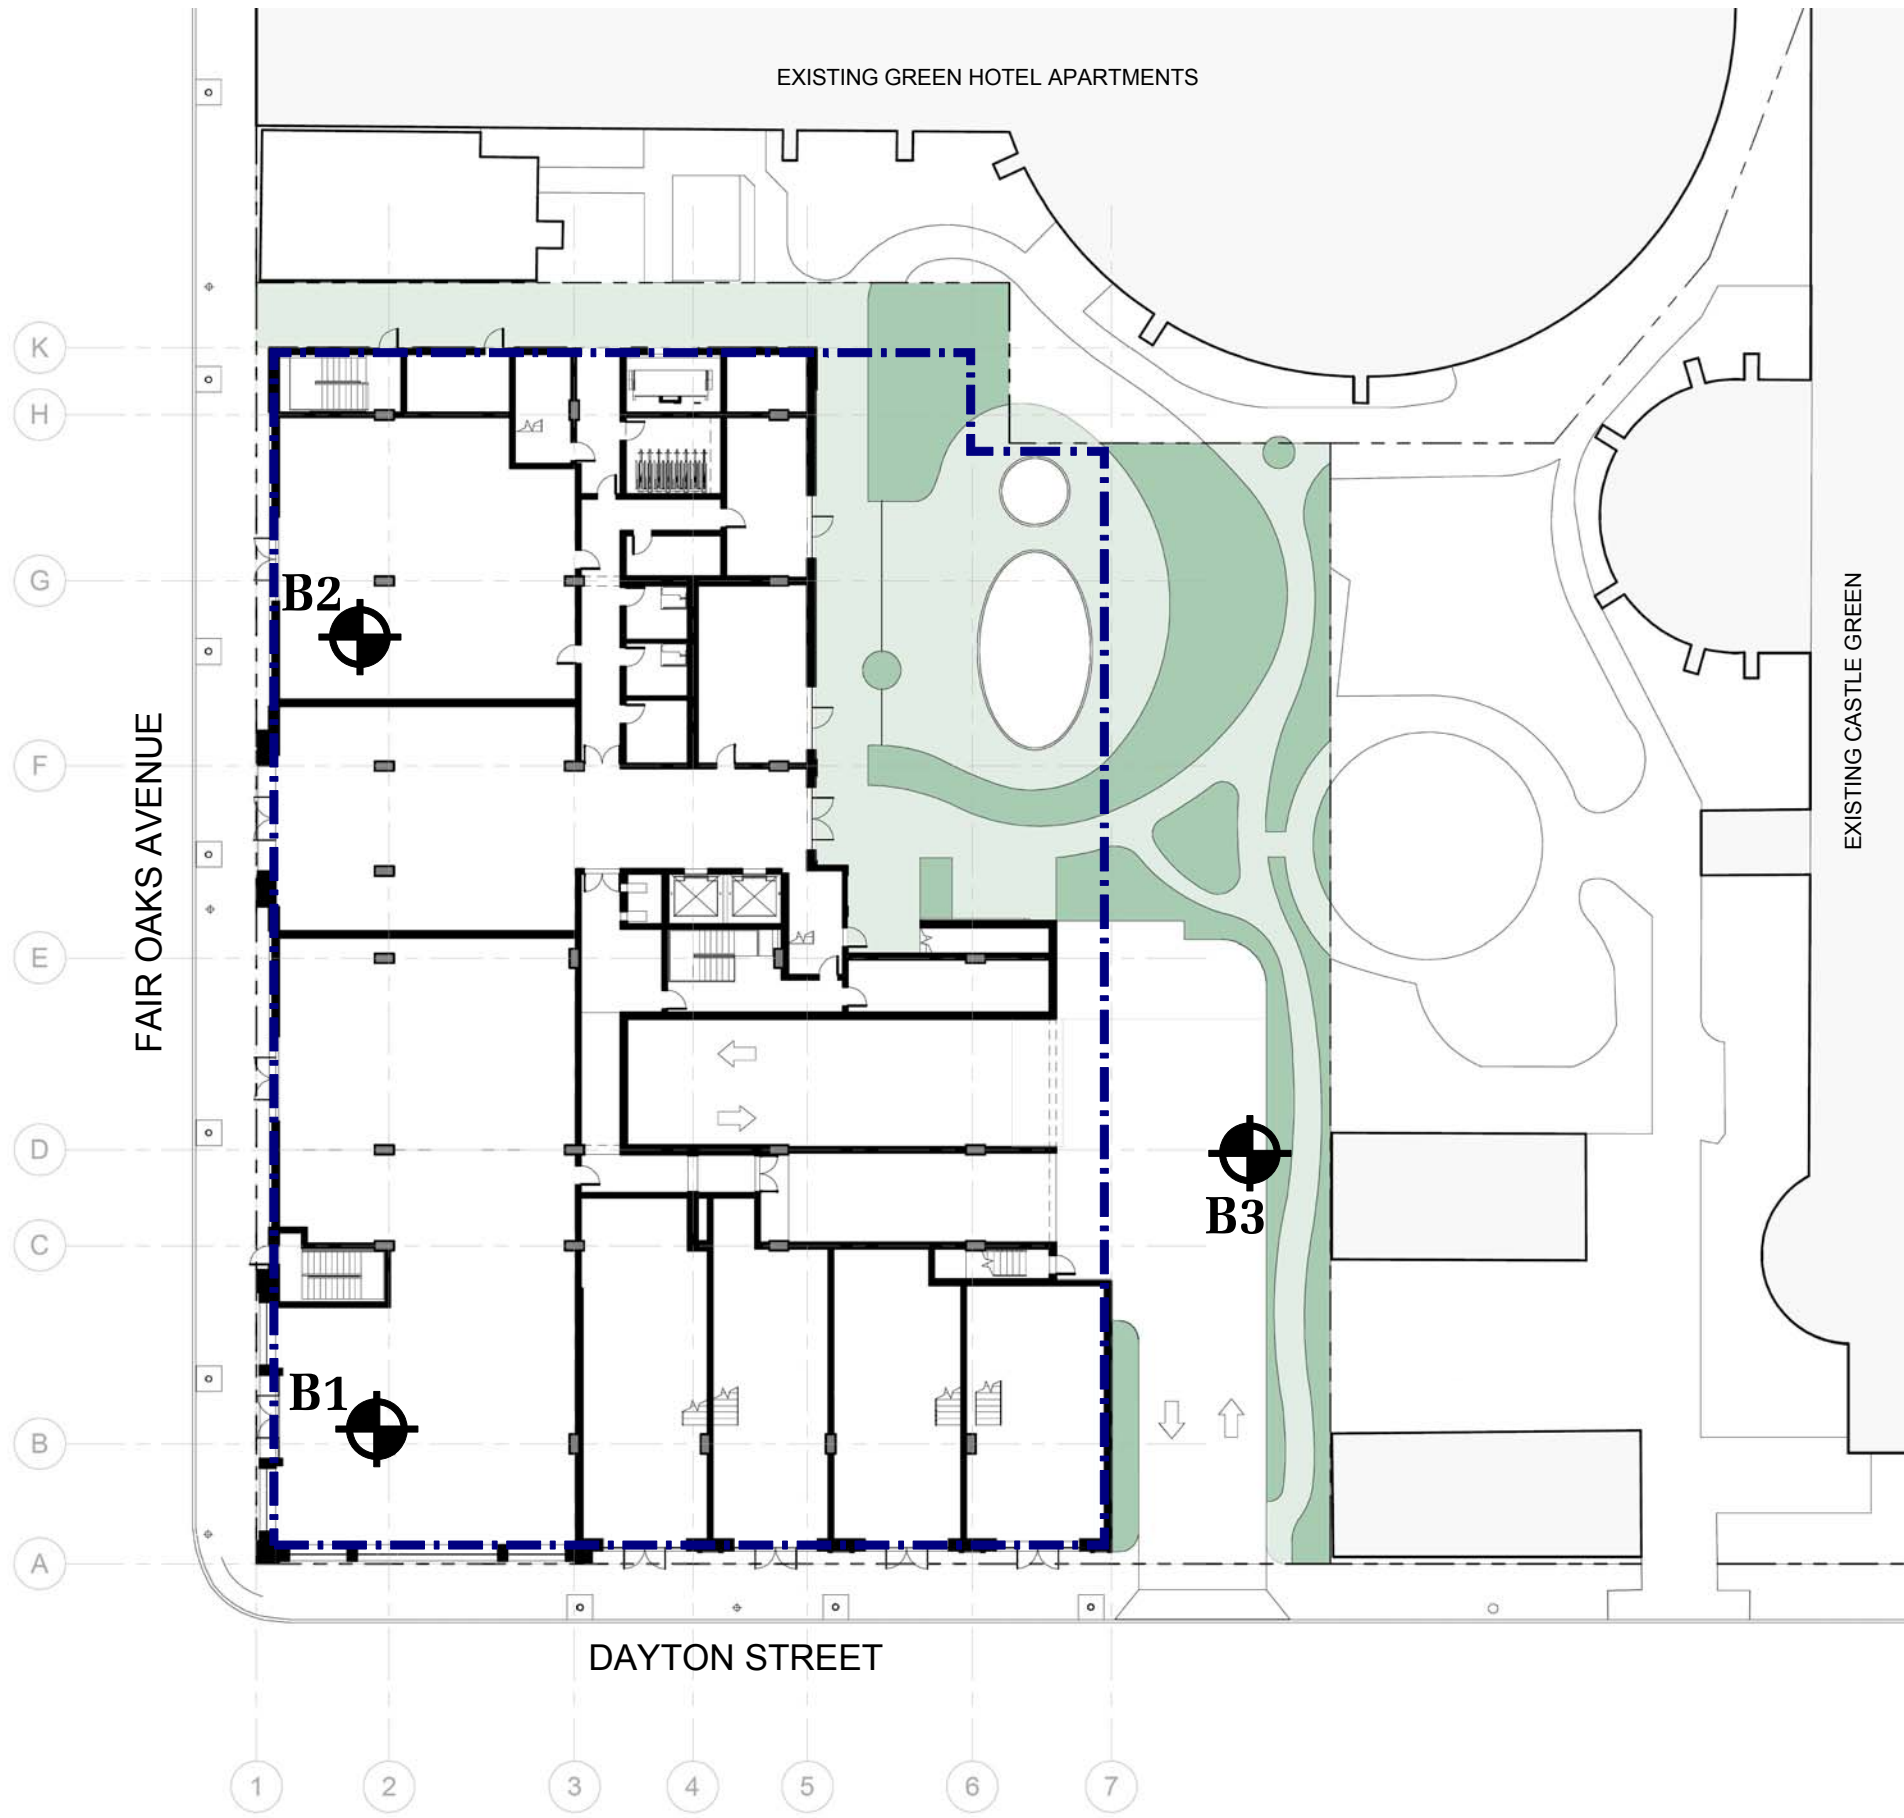 EXISTING GREEN HOTEL APARTMENTS
K
H
G
B2
EXISTING CASTLE GREEN
F
FAIR OAKS AVENUE
E
D
B3
C
B1
B
A
DAYTON STREET
1 2 3 4 5 6 7